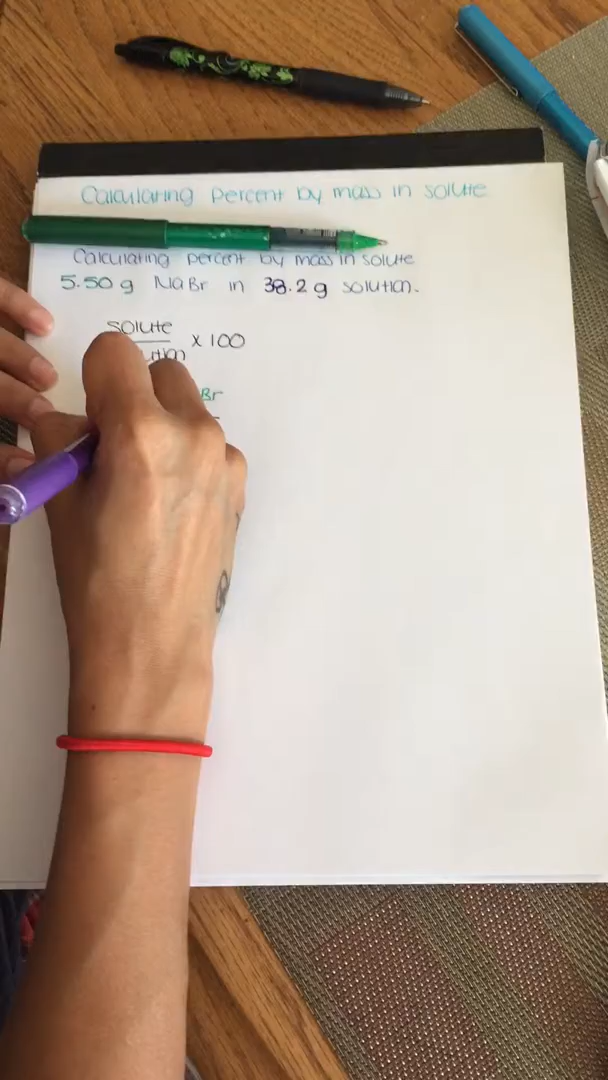 Calculating percent by mass in solute
Calculating percent by mass in solute
5.50 g NaBr in 38.2 g solution.
solute
x 100
Br